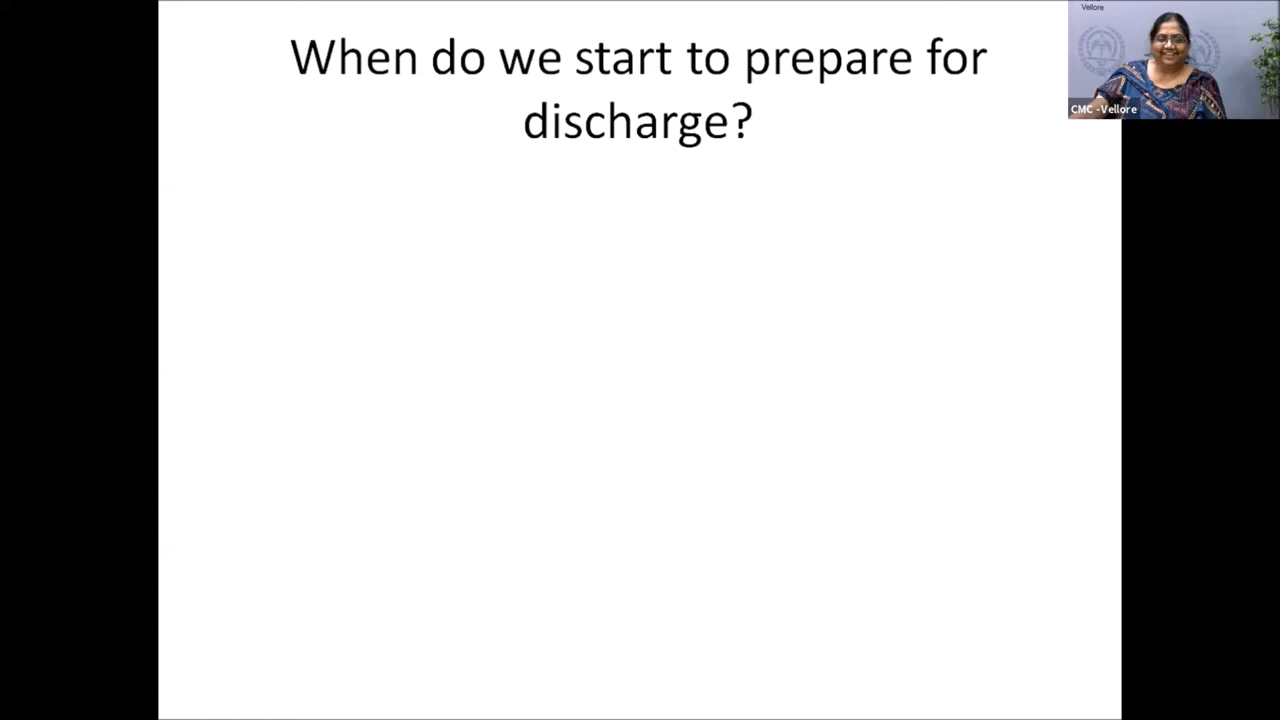 When do we start to prepare for
discharge?
Vellore
CMC -Vellore